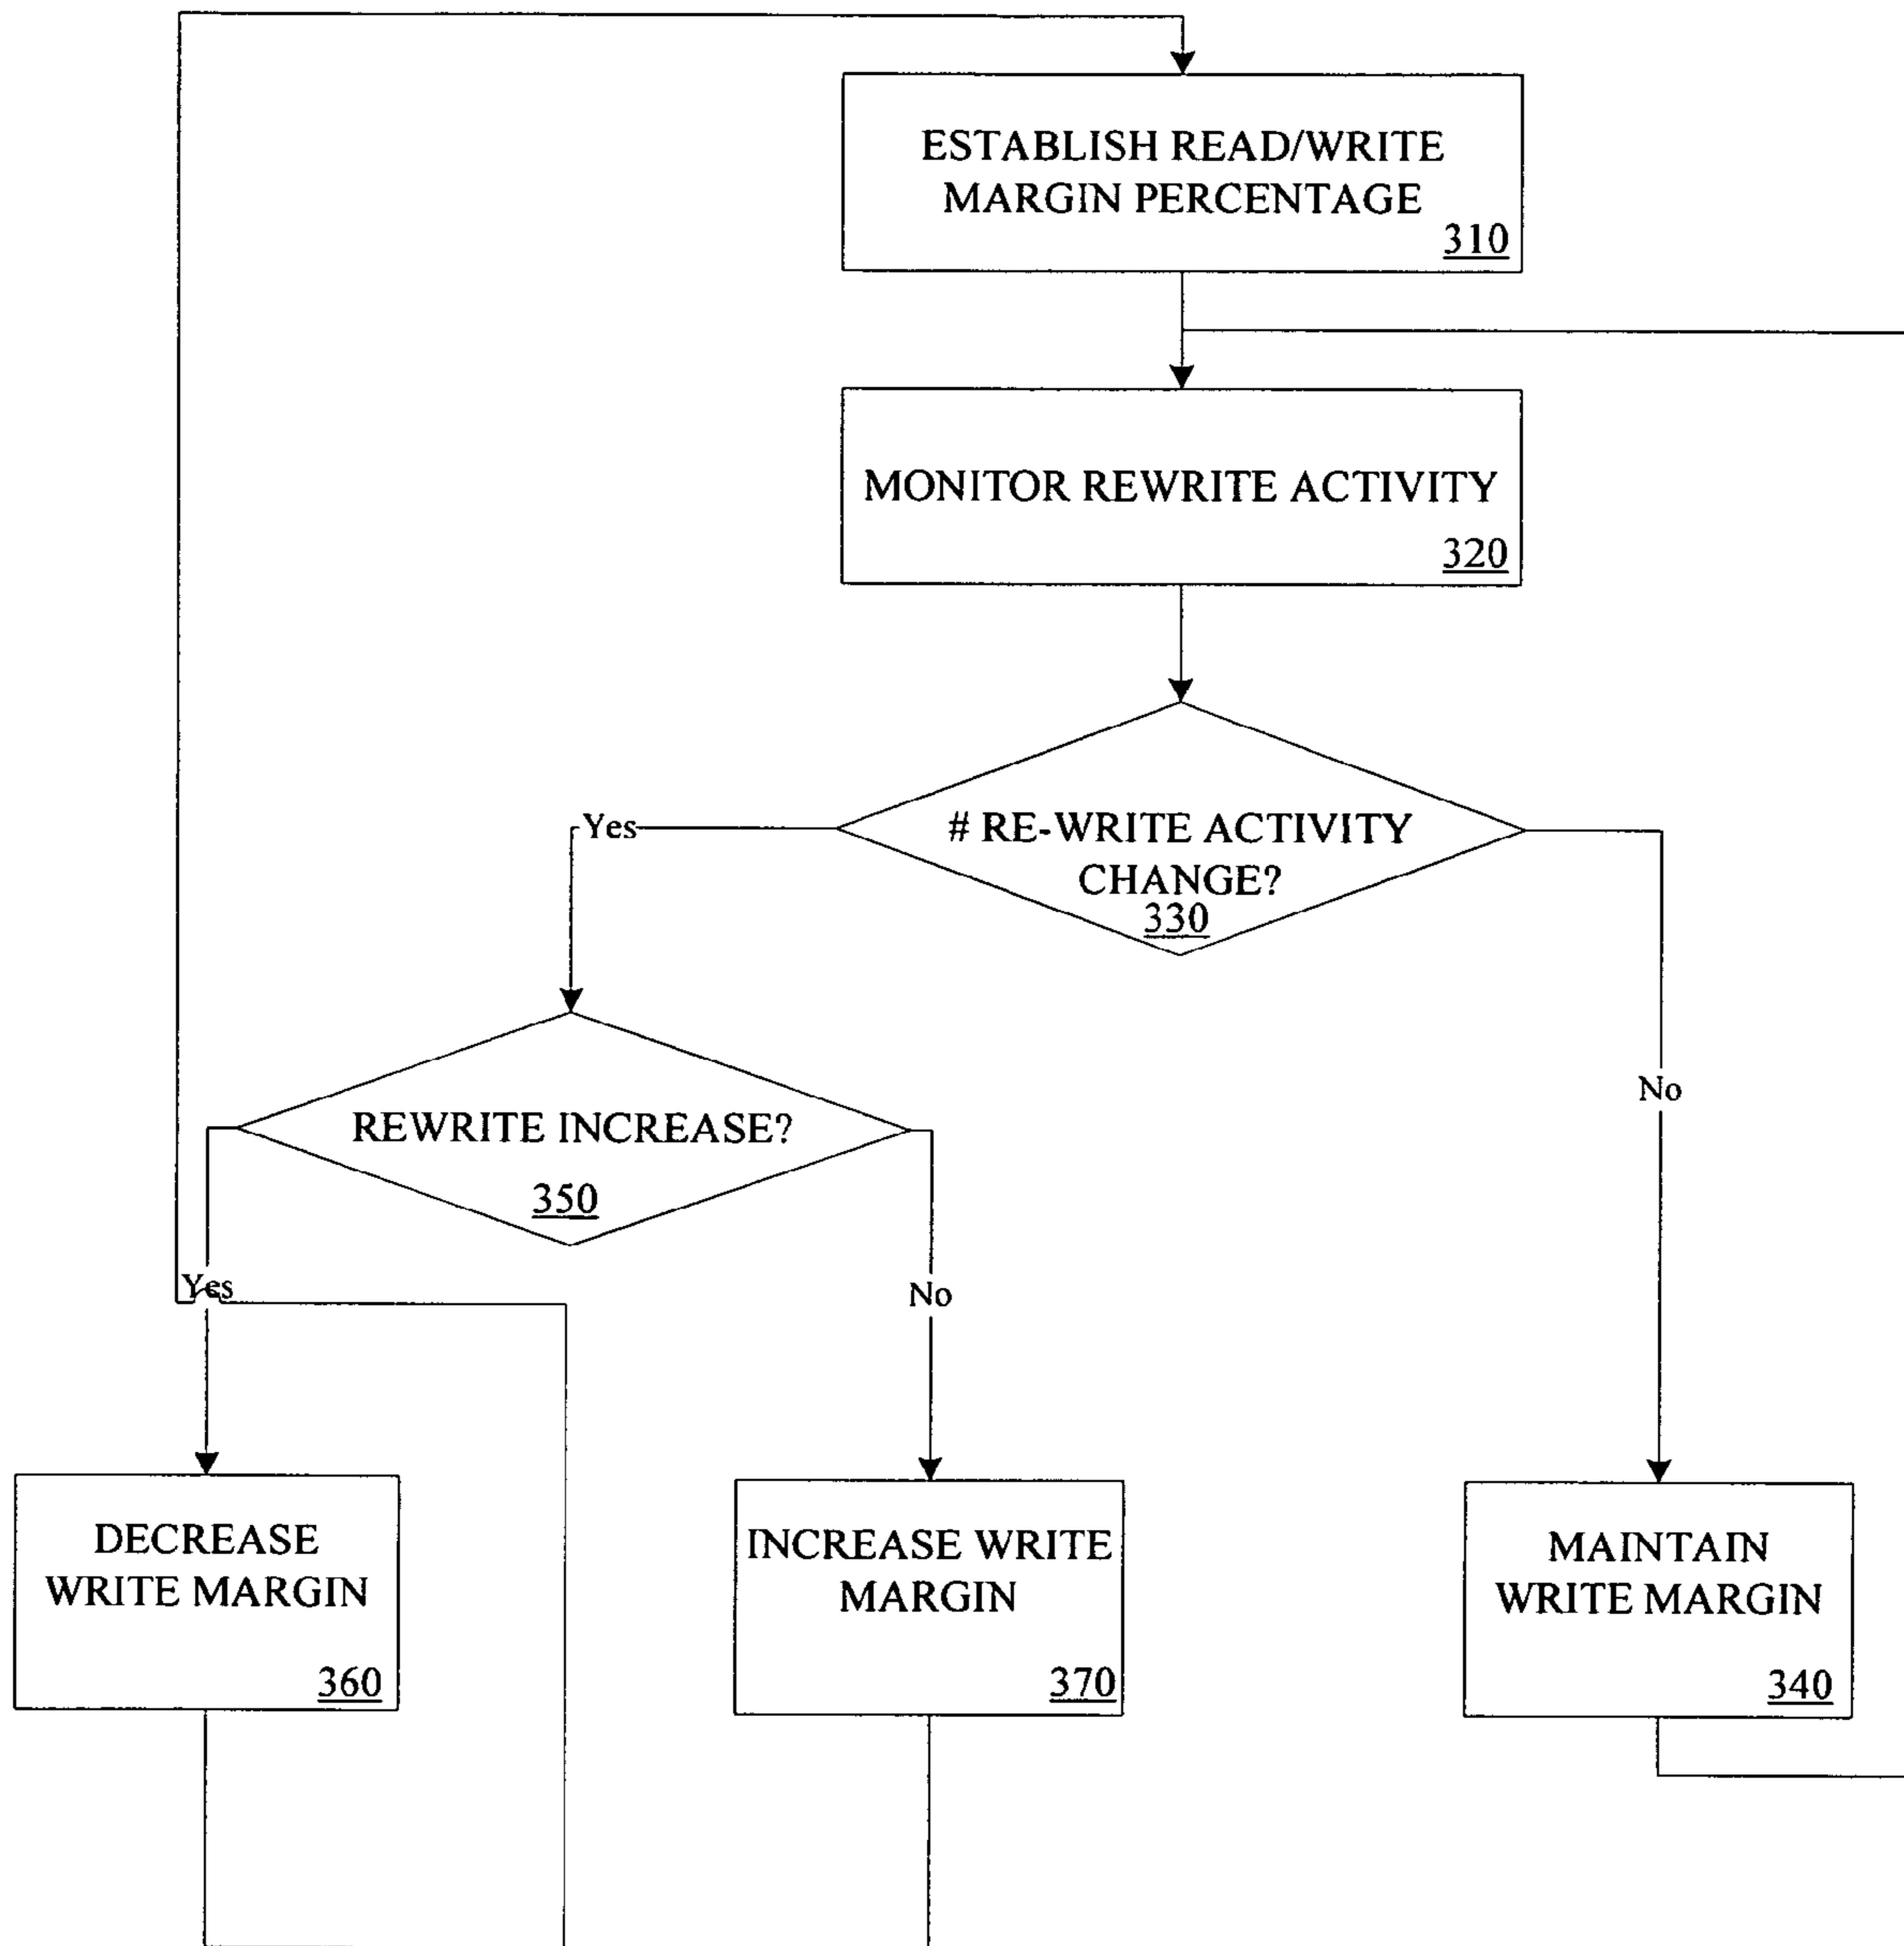 ESTABLISH READ/WRITE
MARGIN PERCENTAGE
310
MONITOR REWRITE ACTIVITY
320
# RE-WRITE ACTIVITY
CHANGE?
330
Yes
No
REWRITE INCREASE?
350
Yes
No
DECREASE
WRITE MARGIN
360
INCREASE WRITE
MARGIN
370
MAINTAIN
WRITE MARGIN
340